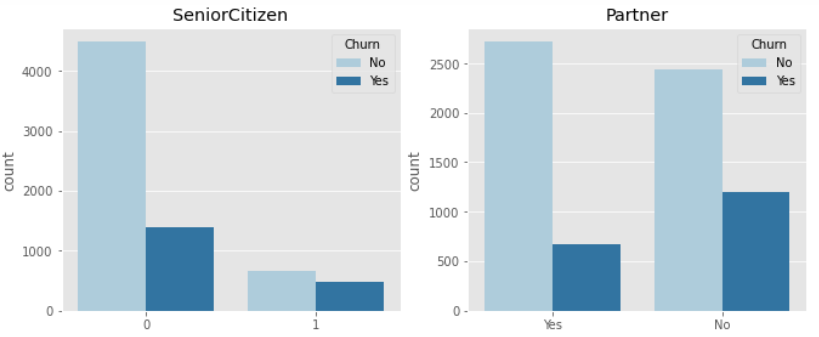 SeniorCitizen
Churn
No
Yes
4000
3000
2000
1000
0
count
0 1
Partner
Churn
No
Yes
2500
2000
1500
1000
500
0
count
Yes No